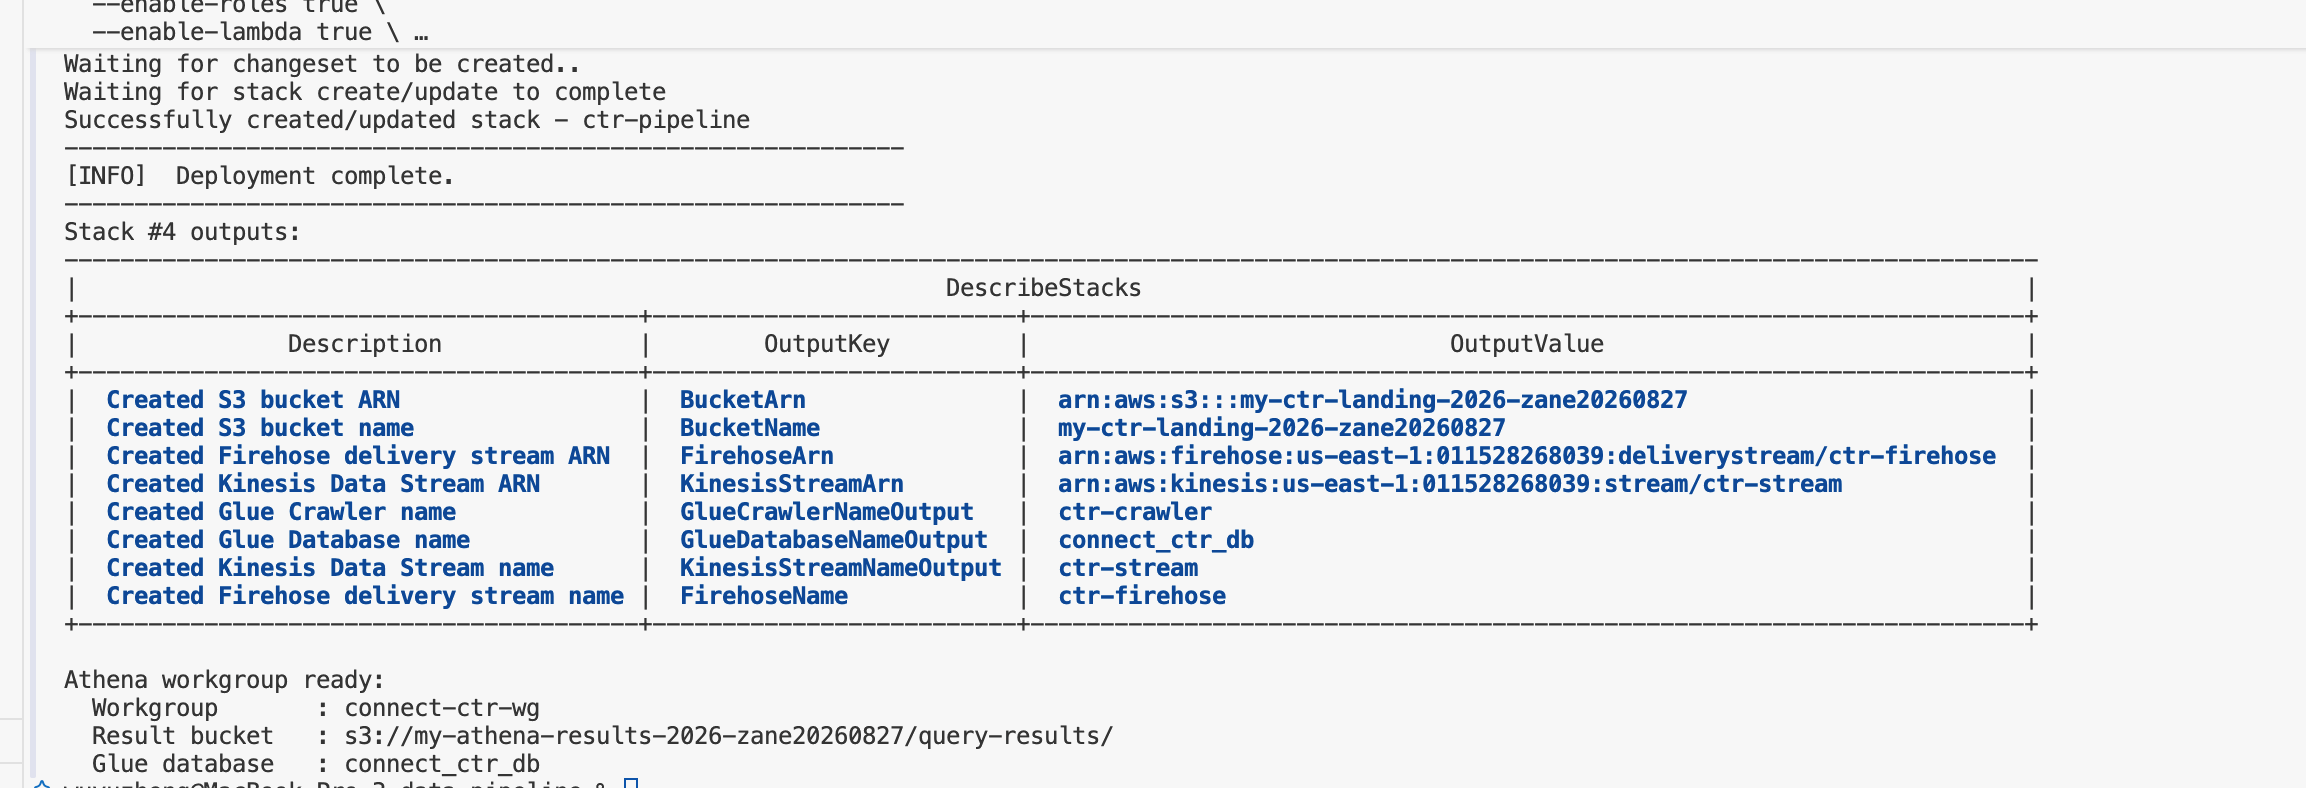 --enable-roles true \
--enable-lambda true \ …
Waiting for changeset to be created..
Waiting for stack create/update to complete
Successfully created/updated stack - ctr-pipeline
------------------------------------------------------------
[INFO]  Deployment complete.
------------------------------------------------------------
Stack #4 outputs:
-------------------------------------------------------------------------------------------------------------------------------------------
|                                                              DescribeStacks                                                               |
+----------------------------------------+--------------------------+-----------------------------------------------------------------------+
|               Description              |        OutputKey         |                              OutputValue                              |
+----------------------------------------+--------------------------+-----------------------------------------------------------------------+
|  Created S3 bucket ARN                 |  BucketArn               |  arn:aws:s3:::my-ctr-landing-2026-zane20260827                        |
|  Created S3 bucket name                |  BucketName              |  my-ctr-landing-2026-zane20260827                                     |
|  Created Firehose delivery stream ARN  |  FirehoseArn             |  arn:aws:firehose:us-east-1:011528268039:deliverystream/ctr-firehose  |
|  Created Kinesis Data Stream ARN       |  KinesisStreamArn        |  arn:aws:kinesis:us-east-1:011528268039:stream/ctr-stream             |
|  Created Glue Crawler name             |  GlueCrawlerNameOutput   |  ctr-crawler                                                          |
|  Created Glue Database name            |  GlueDatabaseNameOutput  |  connect_ctr_db                                                       |
|  Created Kinesis Data Stream name      |  KinesisStreamNameOutput |  ctr-stream                                                           |
|  Created Firehose delivery stream name |  FirehoseName            |  ctr-firehose                                                         |
+----------------------------------------+--------------------------+-----------------------------------------------------------------------+
Athena workgroup ready:
Workgroup       : connect-ctr-wg
Result bucket   : s3://my-athena-results-2026-zane20260827/query-results/
Glue database   : connect_ctr_db